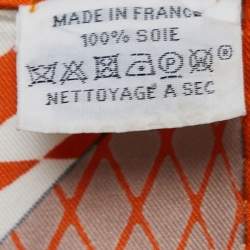 MADE IN FRANCE
100% SOIE
NETTOYAGE A SEC